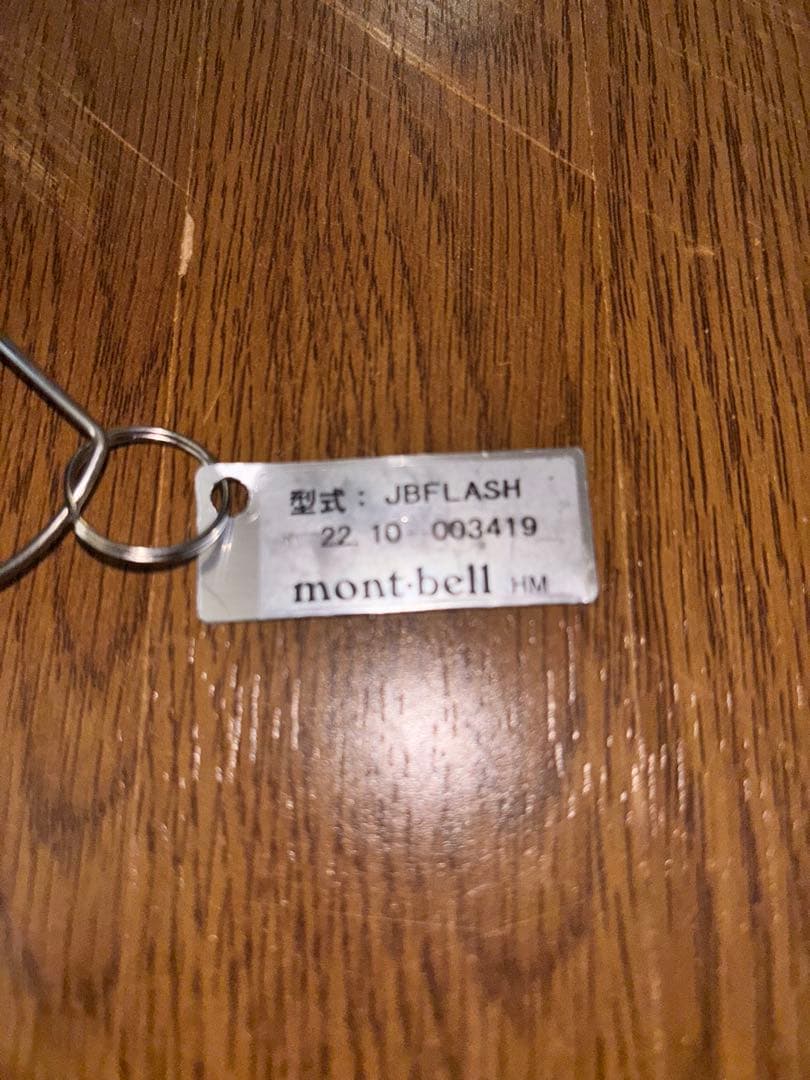 型式： JBFLASH
22 10 003419
mont·bell HM